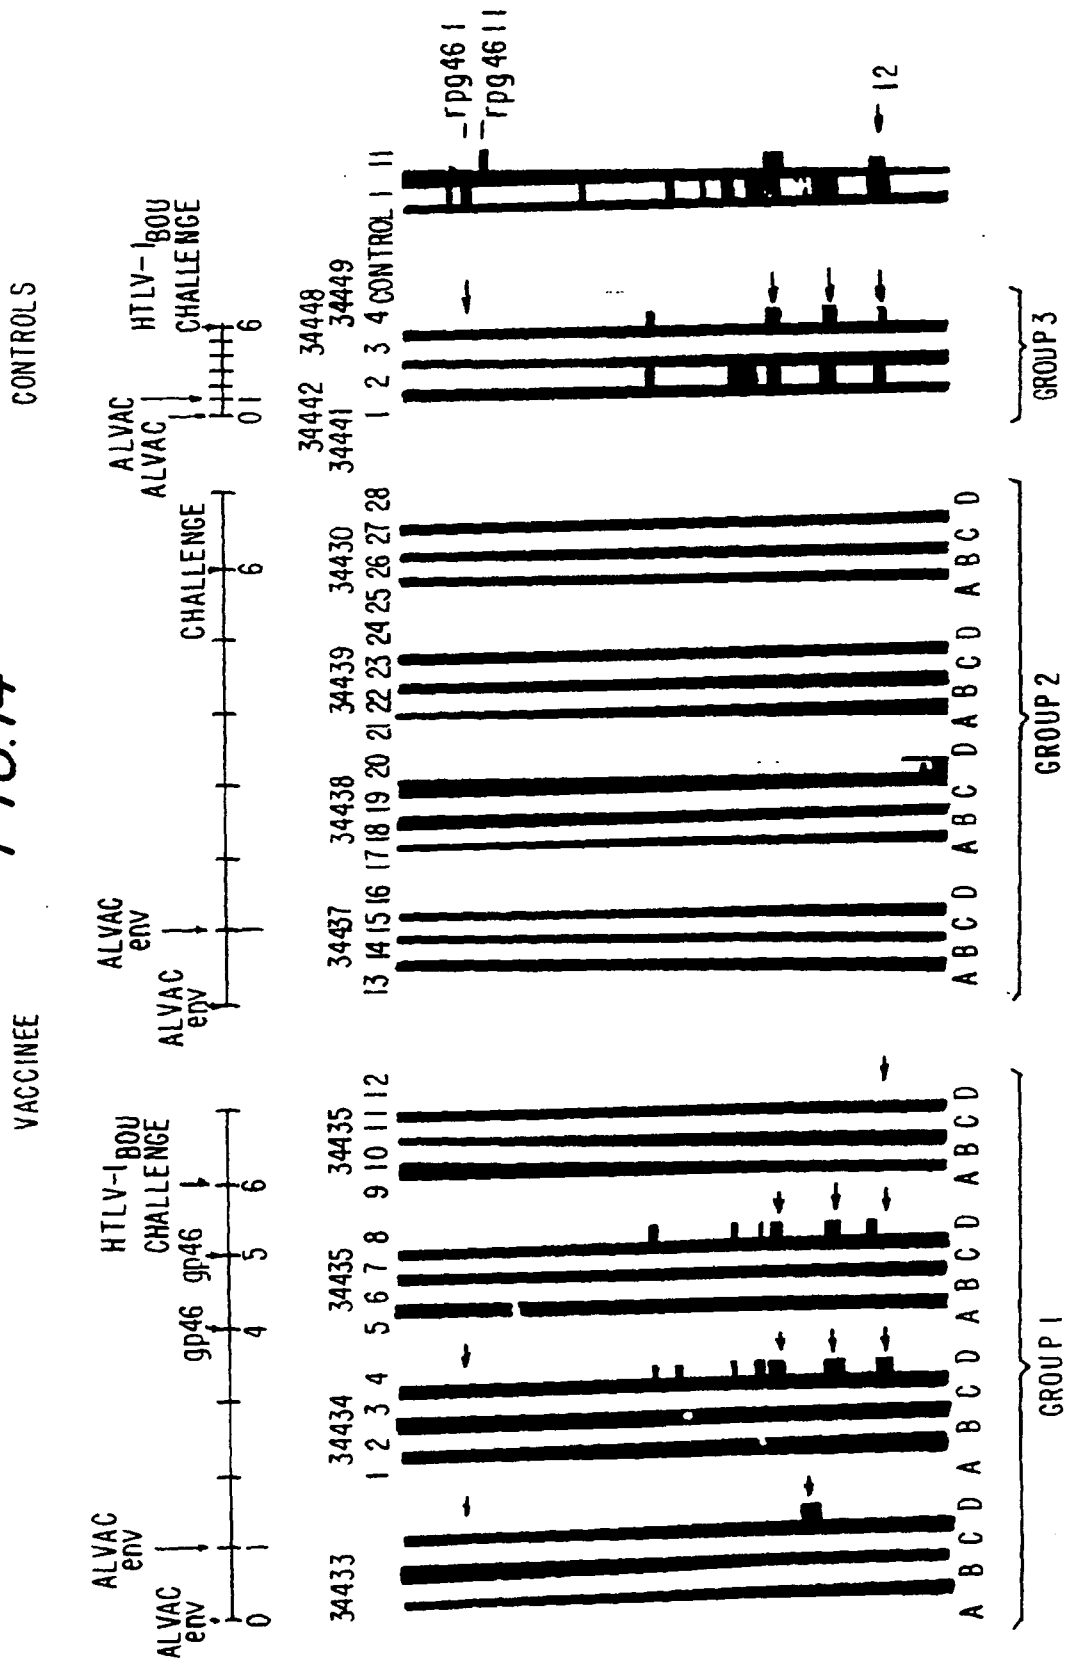 VACCINEE
CONTROLS
ALVAC env
ALVAC env
gp46
gp46
HTLV-I BOU CHALLENGE
0 1 4 5 6
ALVAC env
ALVAC env
CHALLENGE
6
ALVAC
ALVAC
HTLV-I BOU CHALLENGE
0 1 6
34433
34434
34435
34435
34437
34438
34439
34430
34441
34442
34448
34449
1 2 3 4
5 6 7 8
9 10 11 12
13 14 15 16
17 18 19 20
21 22 23 24
25 26 27 28
1 2 3 4
CONTROL I II
rpg46 I
rpg46 II
12
A B C D
A B C D
A B C D
A B C D
A B C D
A B C D
A B C D
A B C D
GROUP 1
GROUP 2
GROUP 3